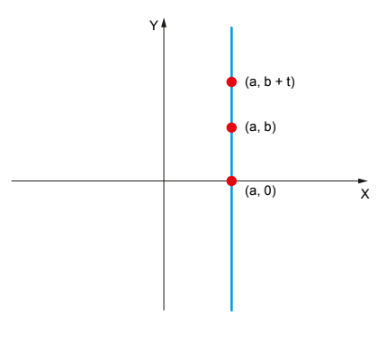 Y
(a, b + t)
(a, b)
(a, 0)
X